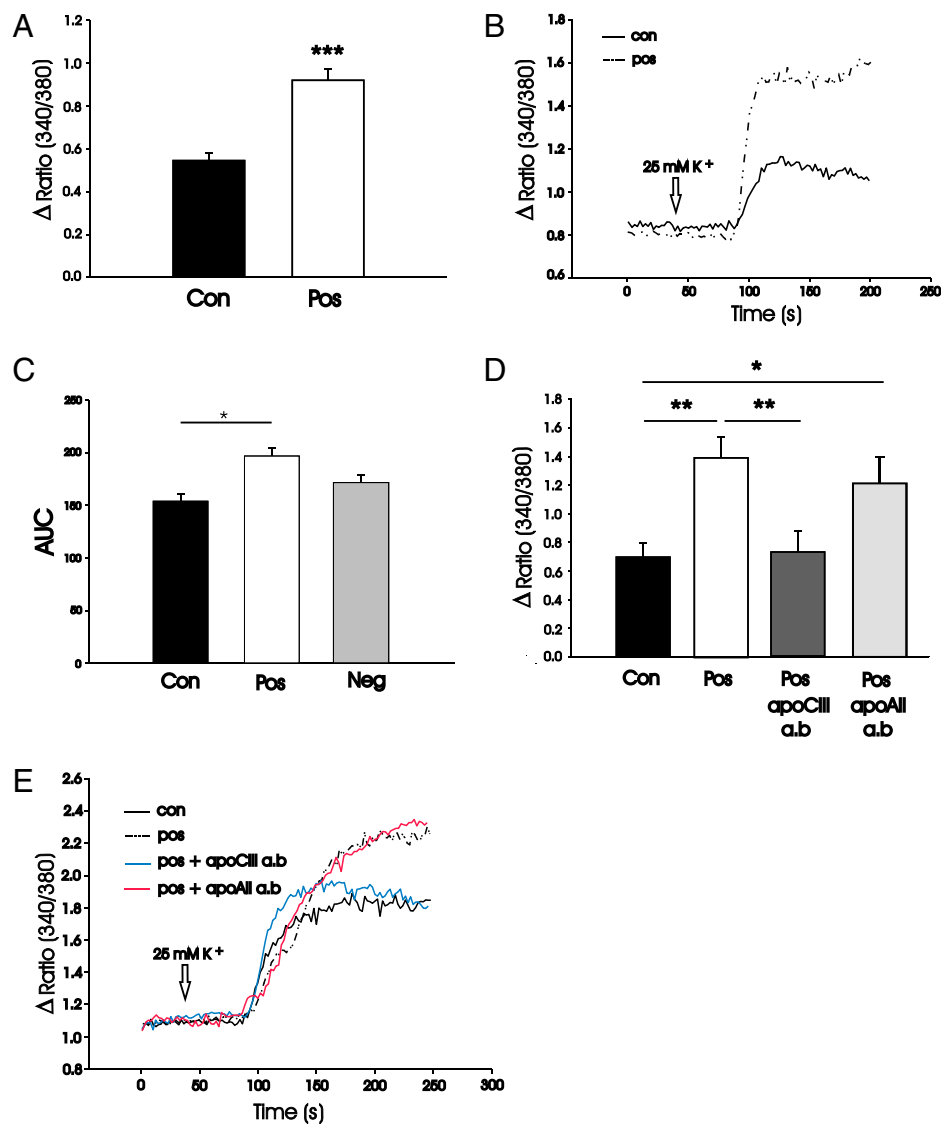 A
1.2
1.0
0.8
0.6
0.4
0.2
0.0
Δ Ratio (340/380)
***
Con Pos
B
con
pos
1.8
1.6
1.4
1.2
1.0
0.8
0.6
Δ Ratio (340/380)
25 mM K+
0 50 100 150 200 250
Time (s)
C
250
200
150
100
50
0
AUC
*
Con Pos Neg
D
1.8
1.6
1.4
1.2
1.0
0.8
0.6
0.4
0.2
0.0
Δ Ratio (340/380)
*
** **
Con Pos Pos Pos
apoCIII apoAII
a.b a.b
E
2.6
2.4
2.2
2.0
1.8
1.6
1.4
1.2
1.0
0.8
Δ Ratio (340/380)
con
pos
pos + apoCIII a.b
pos + apoAII a.b
25 mM K+
0 50 100 150 200 250 300
Time (s)